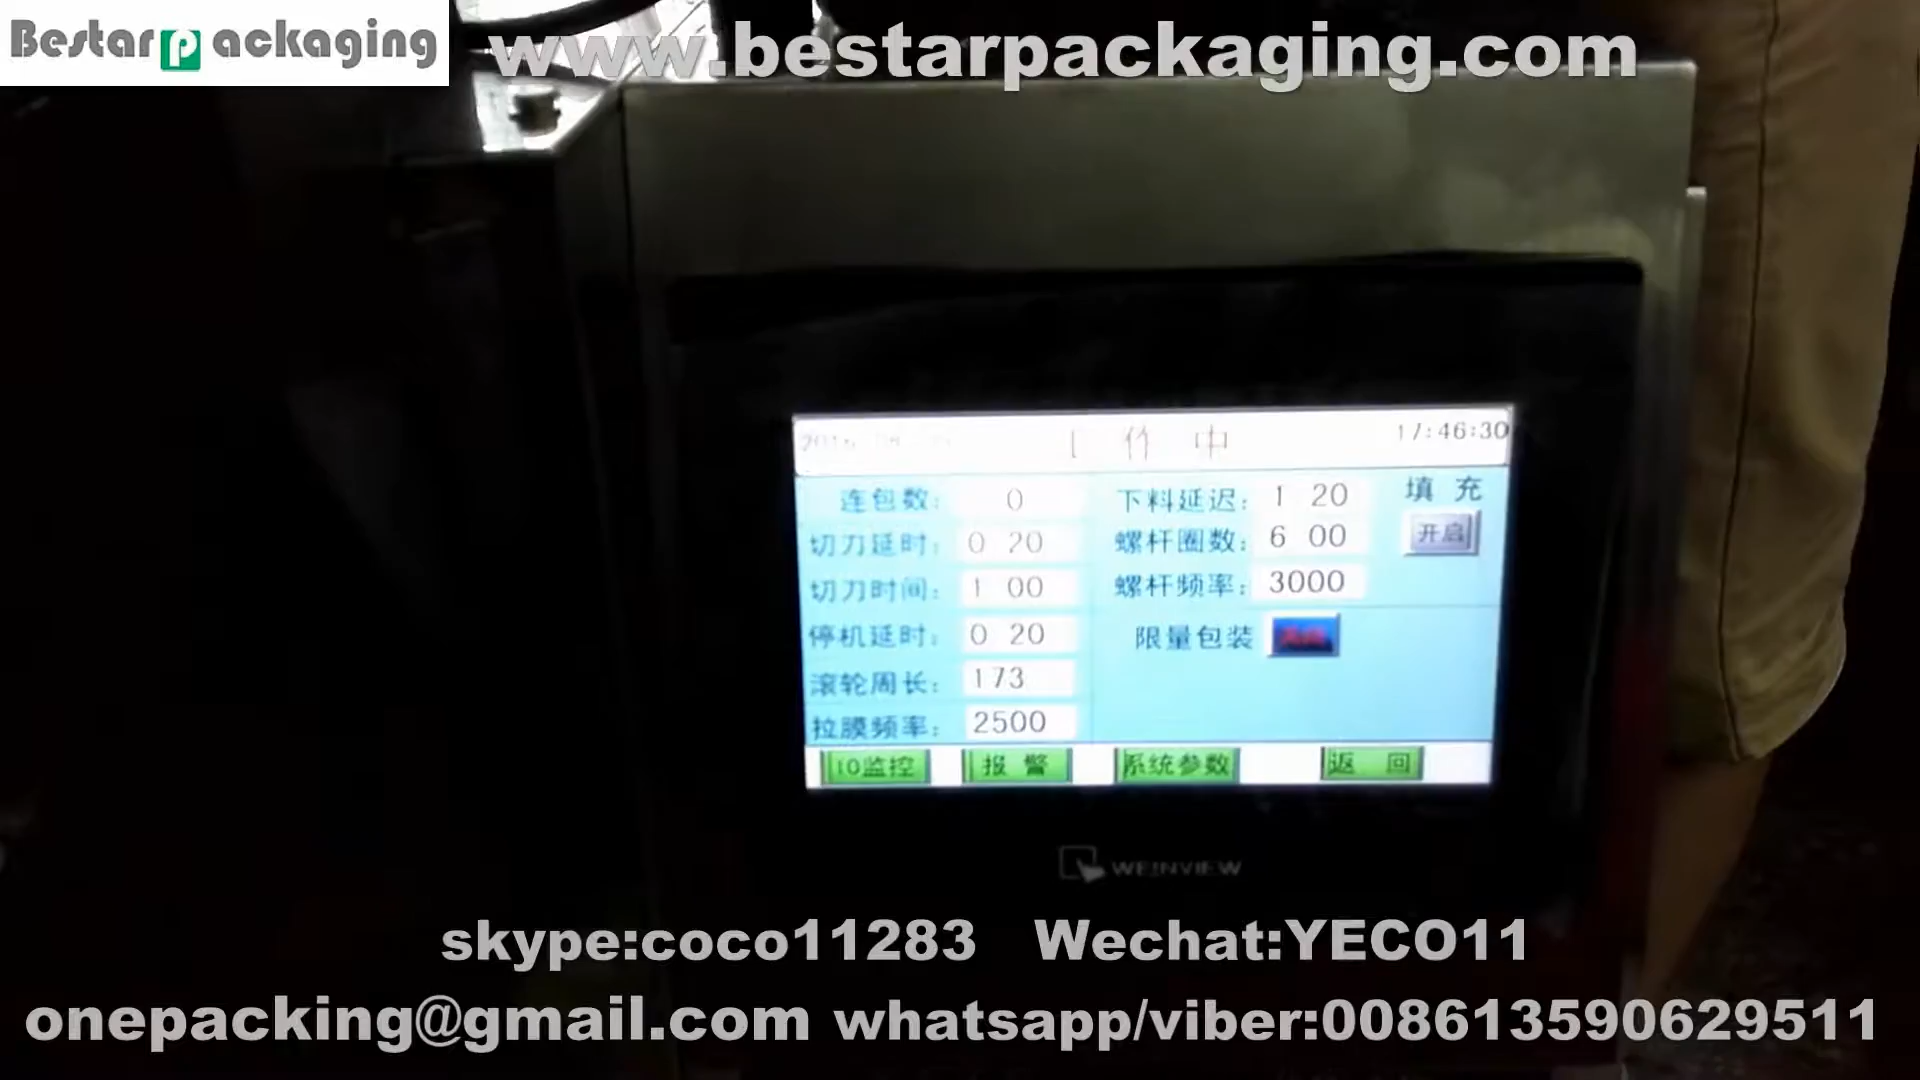 Bestar packaging
www.bestarpackaging.com
17:46:30
连包数: 0
下料延迟: 1 20
填 充
切刀延时: 0 20
螺杆圈数: 6 00
开启
切刀时间: 1 00
螺杆频率: 3000
停机延时: 0 20
限量包装
滚轮周长: 173
拉膜频率: 2500
IO监控 报 警 系统参数 返 回
WEINVIEW
skype:coco11283 Wechat:YECO11
onepacking@gmail.com whatsapp/viber:008613590629511